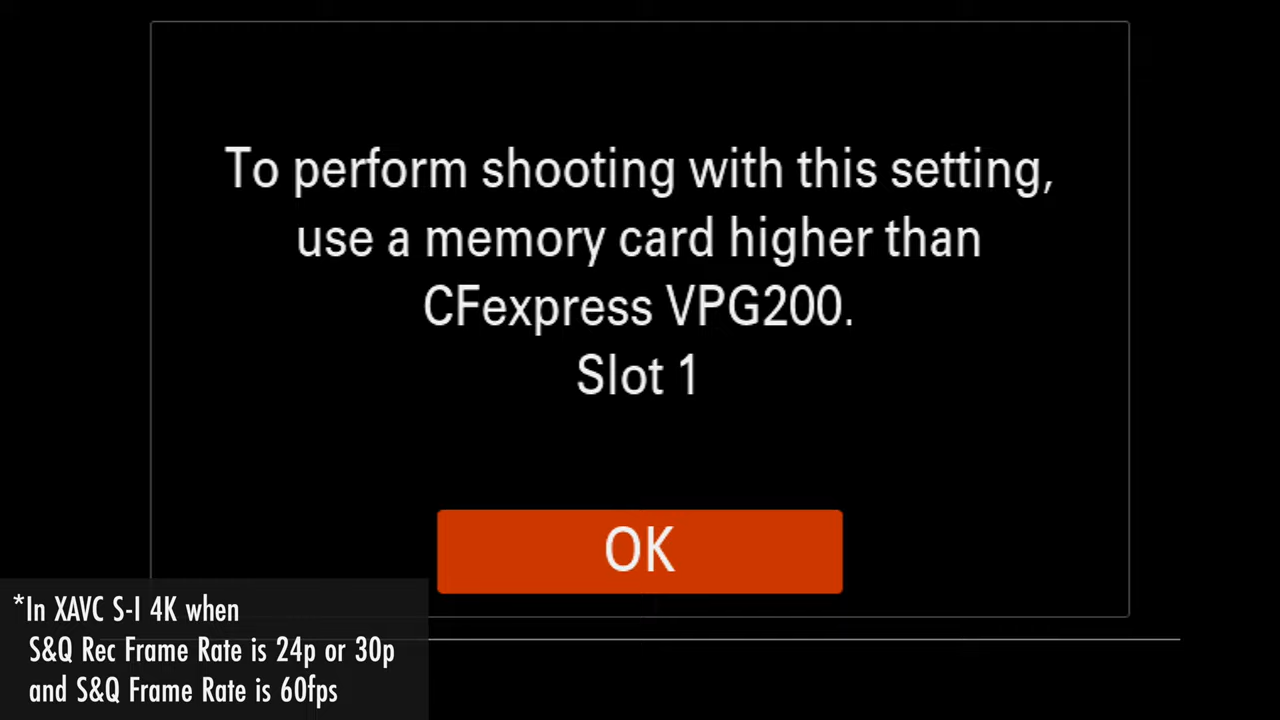 To perform shooting with this setting,
use a memory card higher than
CFexpress VPG200.
Slot 1
OK
*In XAVC S-I 4K when
S&Q Rec Frame Rate is 24p or 30p
and S&Q Frame Rate is 60fps